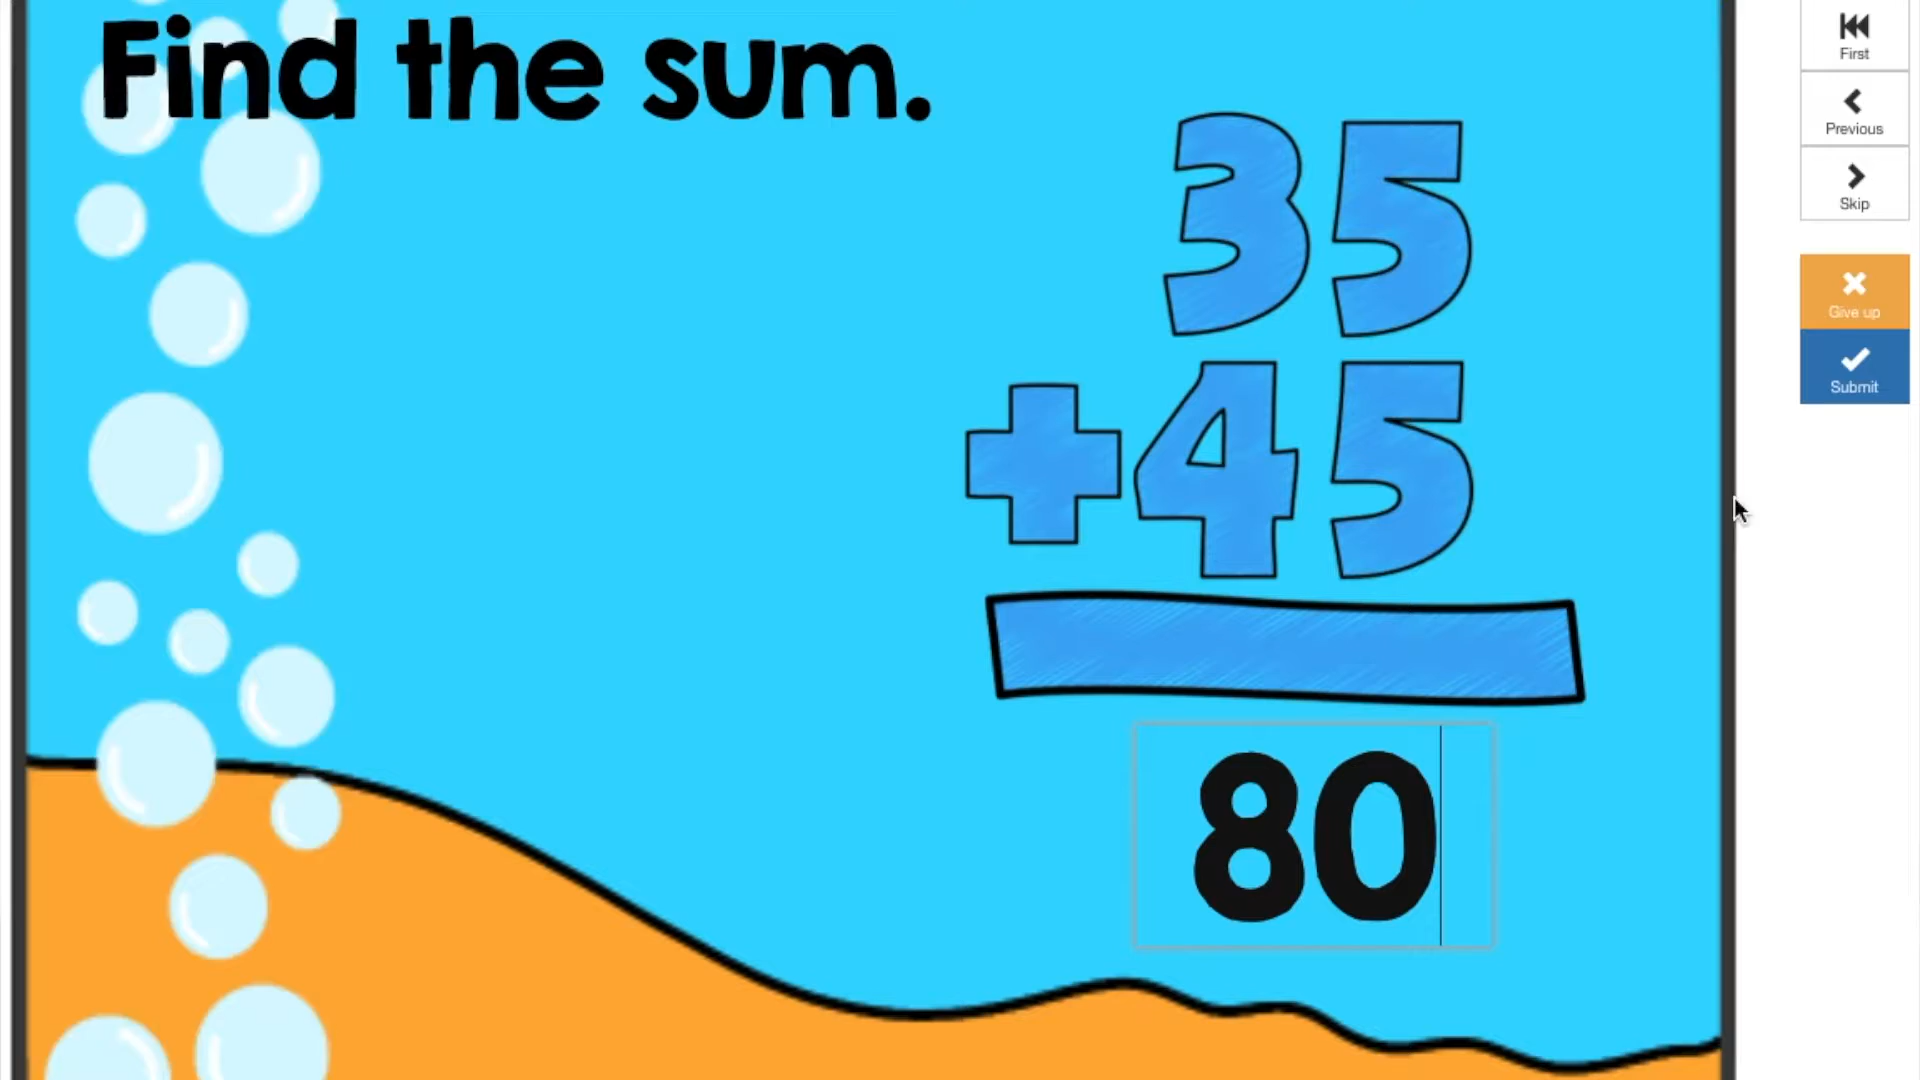 Find the sum.
35
+45
80
First
Previous
Skip
Give up
Submit